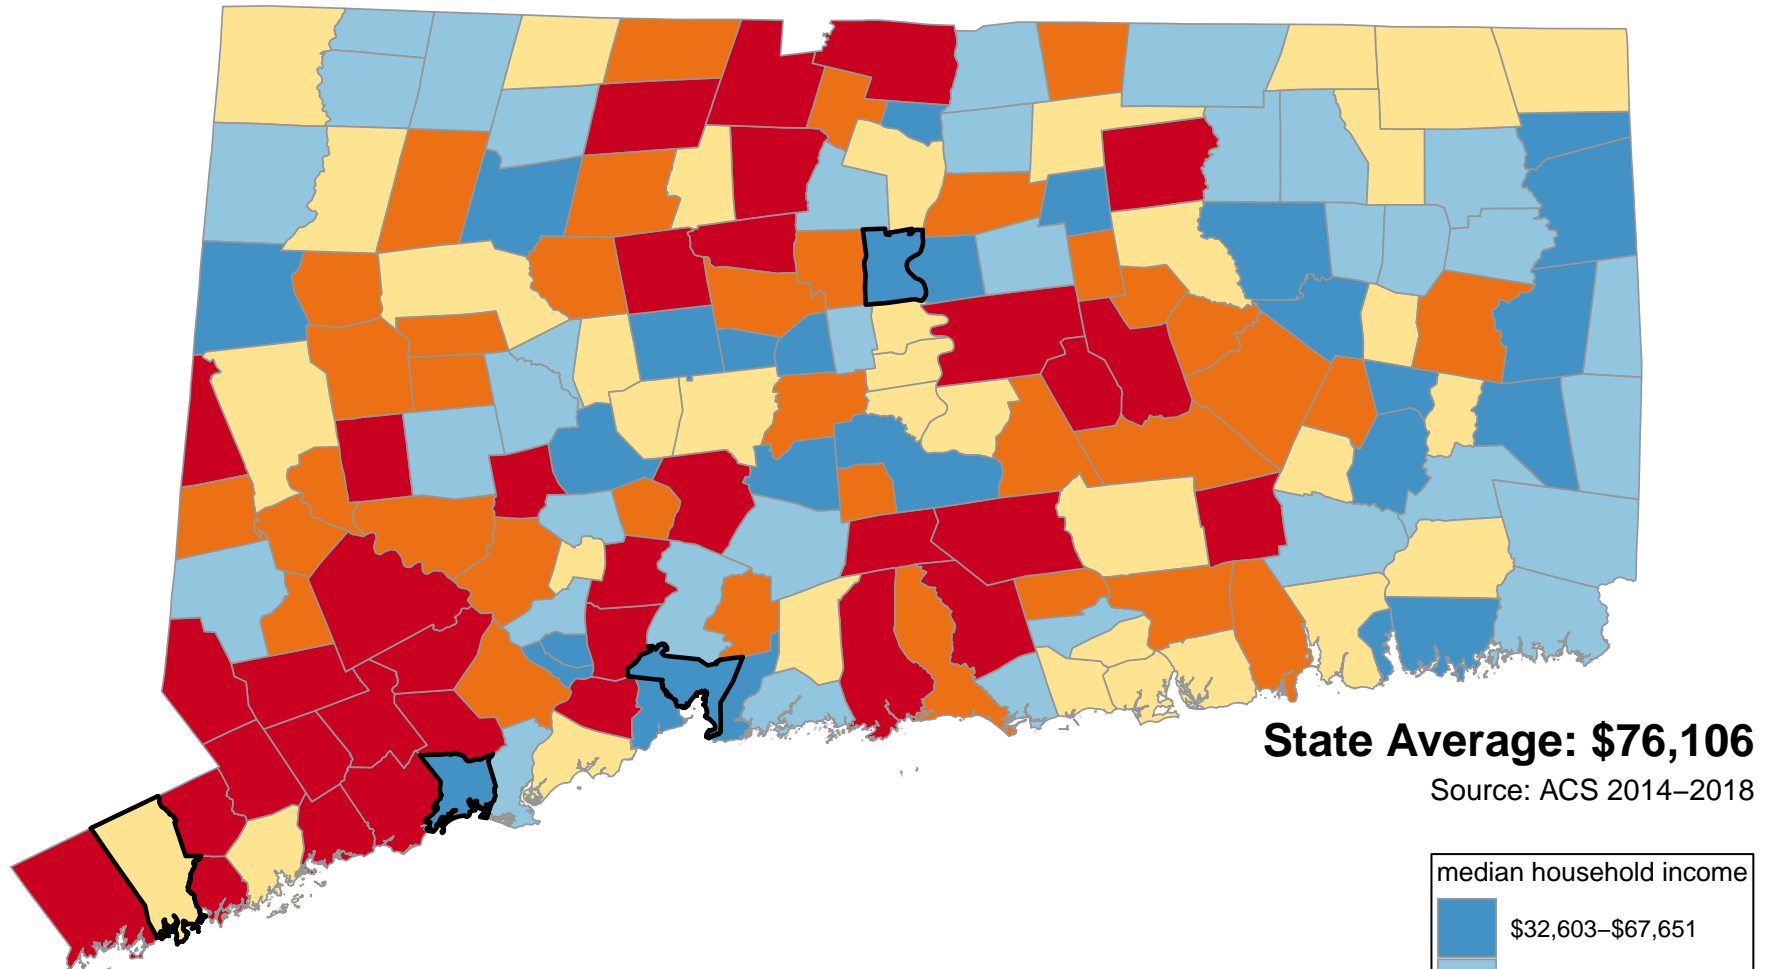 State Average: $76,106
Source: ACS 2014–2018
median household income
$32,603–$67,651